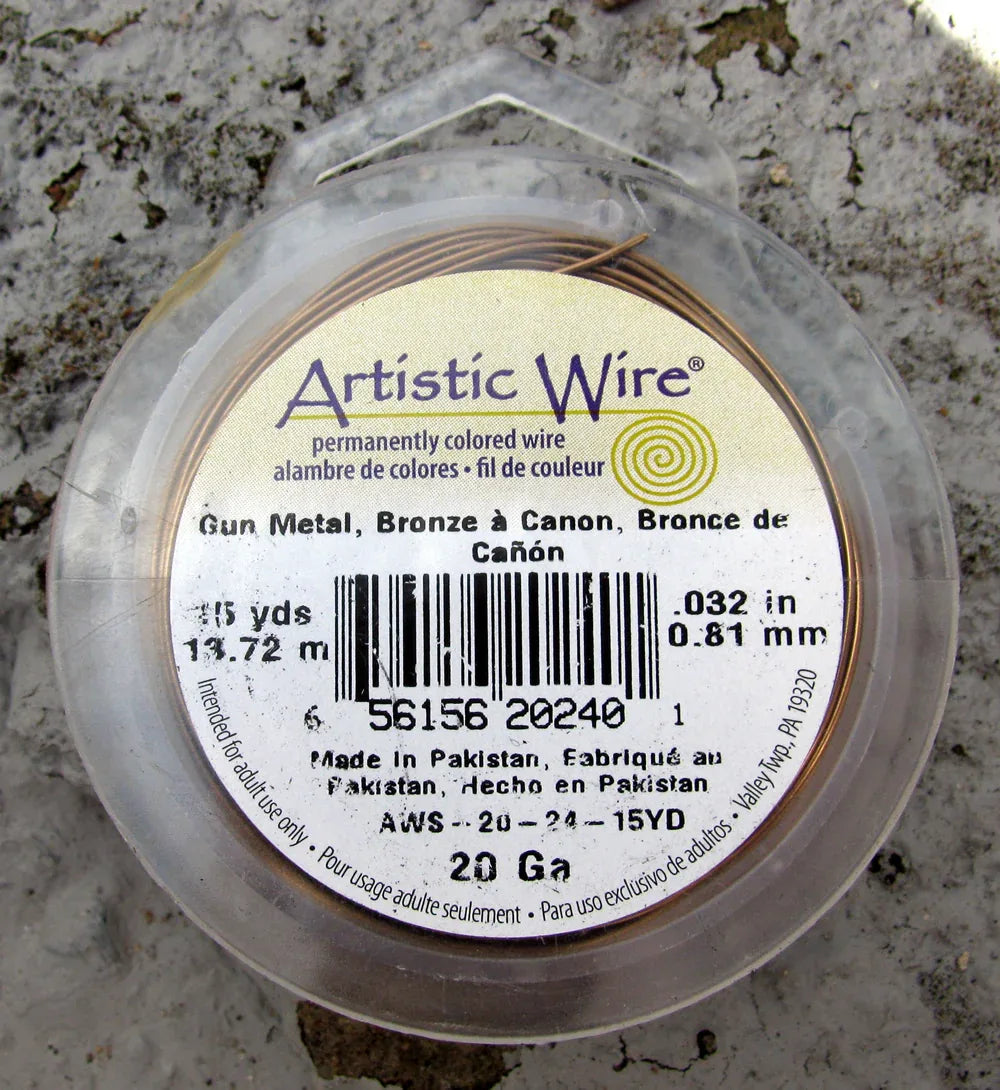 Artistic Wire®
permanently colored wire
alambre de colores • fil de couleur
Gun Metal, Bronze à Canon, Bronce de
Cañón
15 yds
13.72 m
.032 in
0.81 mm
6 56156 20240 1
Made in Pakistan, Fabriqué au
Pakistan, Hecho en Pakistan
AWS-20-24-15YD
20 Ga
Intended for adult use only • Pour usage adulte seulement • Para uso exclusivo de adultos • Valley Twp., PA 19320